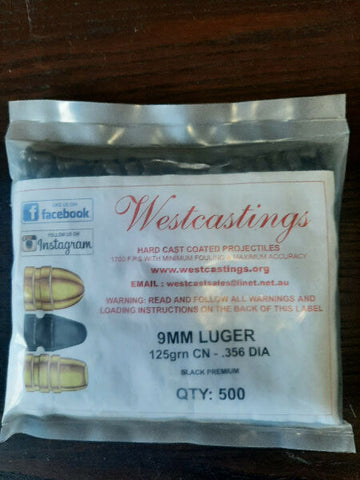 LIKE US ON
f facebook
FOLLOW US ON
Instagram
Westcastings
HARD CAST COATED PROJECTILES
1700 FPS WITH MINIMUM FOULING - MAXIMUM ACCURACY
www.westcastings.org
EMAIL : westcastsales@iinet.net.au
WARNING: READ AND FOLLOW ALL WARNINGS AND
LOADING INSTRUCTIONS ON THE BACK OF THIS LABEL
9MM LUGER
125grn CN - .356 DIA
BLACK PREMIUM
QTY: 500